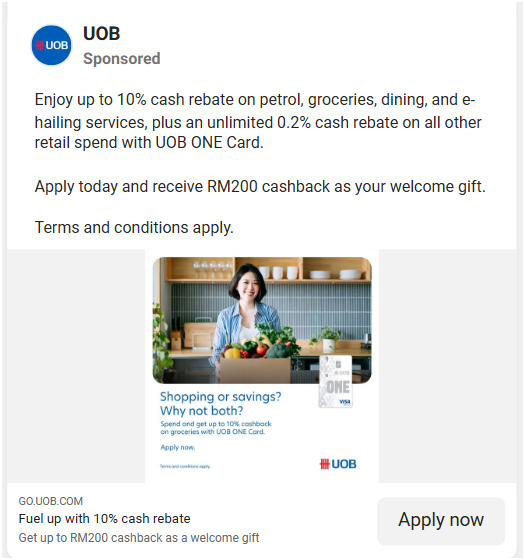 UOB
UOB
Sponsored
Enjoy up to 10% cash rebate on petrol, groceries, dining, and e-
hailing services, plus an unlimited 0.2% cash rebate on all other
retail spend with UOB ONE Card.
Apply today and receive RM200 cashback as your welcome gift.
Terms and conditions apply.
ONE
VISA
Shopping or savings?
Why not both?
Spend and get up to 10% cashback
on groceries with UOB ONE Card.
Apply now.
Terms and conditions apply.
UOB
GO.UOB.COM
Fuel up with 10% cash rebate
Get up to RM200 cashback as a welcome gift
Apply now